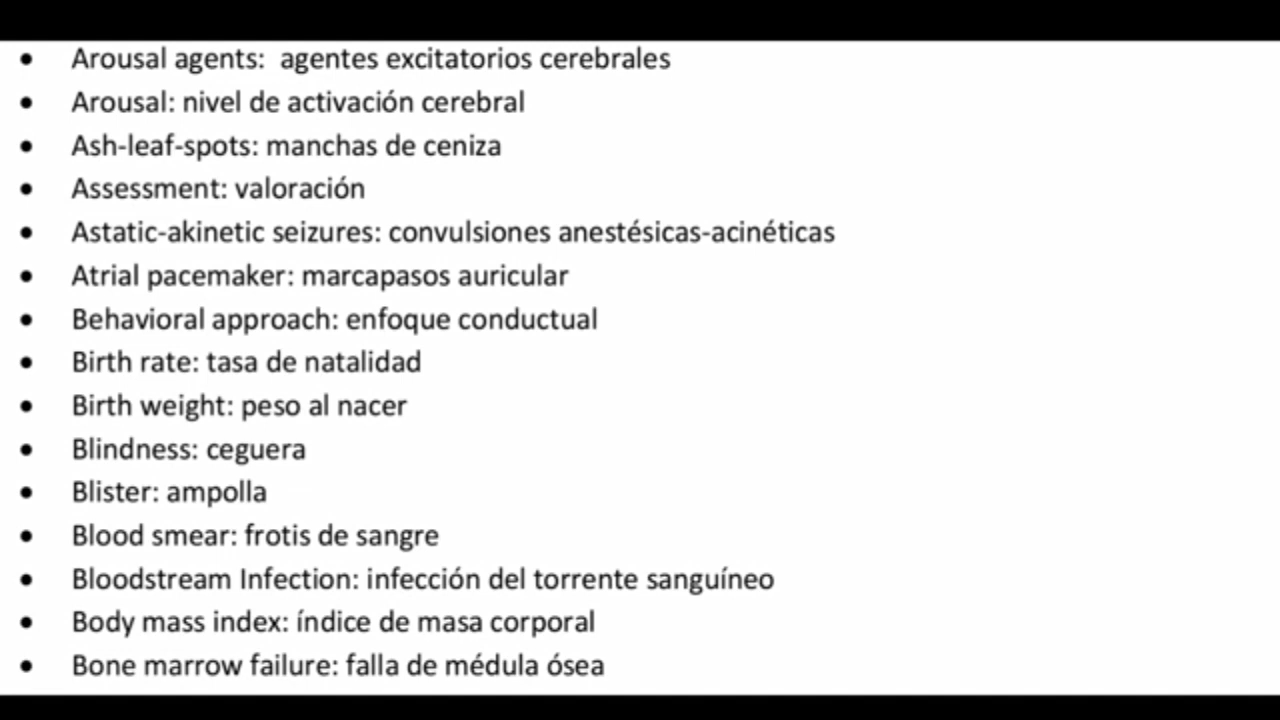 • Arousal agents:  agentes excitatorios cerebrales
• Arousal: nivel de activación cerebral
• Ash-leaf-spots: manchas de ceniza
• Assessment: valoración
• Astatic-akinetic seizures: convulsiones anestésicas-acinéticas
• Atrial pacemaker: marcapasos auricular
• Behavioral approach: enfoque conductual
• Birth rate: tasa de natalidad
• Birth weight: peso al nacer
• Blindness: ceguera
• Blister: ampolla
• Blood smear: frotis de sangre
• Bloodstream Infection: infección del torrente sanguíneo
• Body mass index: índice de masa corporal
• Bone marrow failure: falla de médula ósea